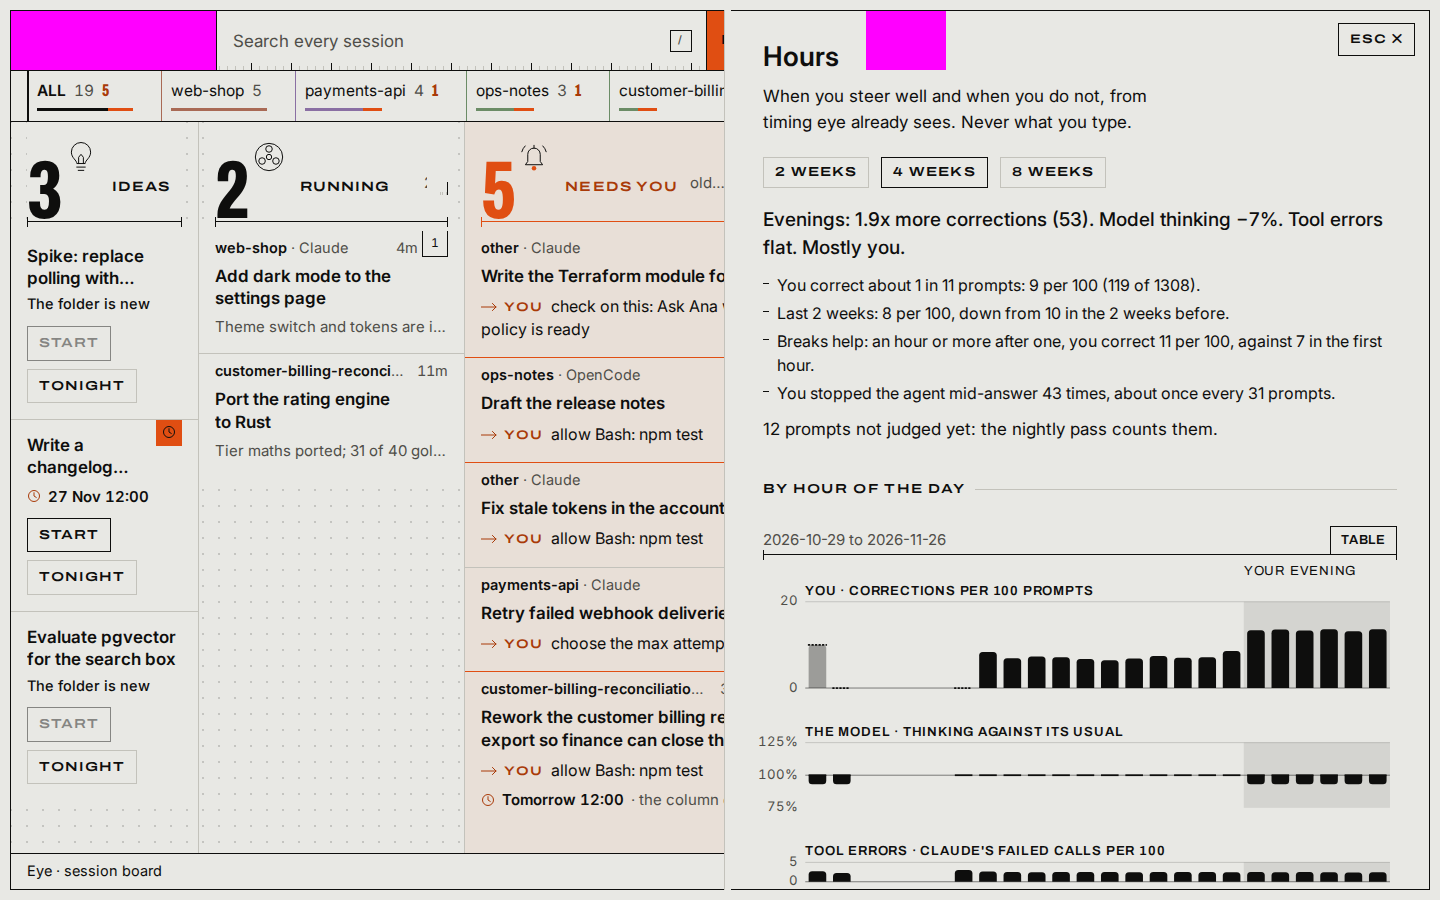 Search every session
/
ALL 19 5
web-shop 5
payments-api 4 1
ops-notes 3 1
3
IDEAS
2
RUNNING
5
NEEDS YOU
old…
Spike: replace
polling with…
The folder is new
START
TONIGHT
Write a
changelog…
27 Nov 12:00
START
TONIGHT
Evaluate pgvector
for the search box
The folder is new
START
TONIGHT
web-shop · Claude 4m 1
Add dark mode to the
settings page
Theme switch and tokens are i…
customer-billing-reconci… 11m
Port the rating engine
to Rust
Tier maths ported; 31 of 40 gol…
other · Claude
Write the Terraform module
→ YOU check on this: Ask Ana
policy is ready
ops-notes · OpenCode
Draft the release notes
→ YOU allow Bash: npm test
other · Claude
Fix stale tokens in the account
→ YOU allow Bash: npm test
payments-api · Claude
Retry failed webhook
→ YOU choose the max
customer-billing-reconciliatio…
Rework the customer billing
export so finance can close
→ YOU allow Bash: npm test
Tomorrow 12:00 · the column
Eye · session board
Hours
ESC ✕
When you steer well and when you do not, from
timing eye already sees. Never what you type.
2 WEEKS
4 WEEKS
8 WEEKS
Evenings: 1.9x more corrections (53). Model thinking −7%. Tool errors
flat. Mostly you.
– You correct about 1 in 11 prompts: 9 per 100 (119 of 1308).
– Last 2 weeks: 8 per 100, down from 10 in the 2 weeks before.
– Breaks help: an hour or more after one, you correct 11 per 100, against 7 in the first
hour.
– You stopped the agent mid-answer 43 times, about once every 31 prompts.
12 prompts not judged yet: the nightly pass counts them.
BY HOUR OF THE DAY
2026-10-29 to 2026-11-26
TABLE
YOUR EVENING
YOU · CORRECTIONS PER 100 PROMPTS
20
0
THE MODEL · THINKING AGAINST ITS USUAL
125%
100%
75%
TOOL ERRORS · CLAUDE'S FAILED CALLS PER 100
5
0